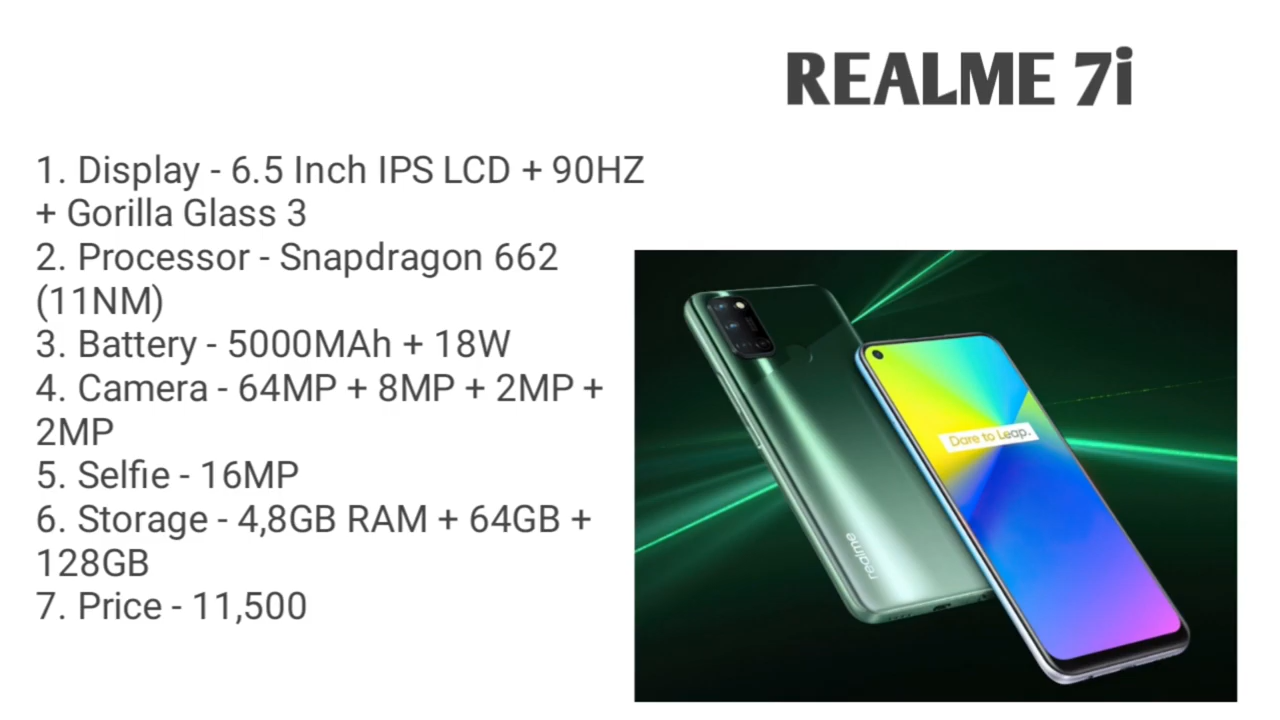 REALME 7i
1. Display - 6.5 Inch IPS LCD + 90HZ
+ Gorilla Glass 3
2. Processor - Snapdragon 662
(11NM)
3. Battery - 5000MAh + 18W
4. Camera - 64MP + 8MP + 2MP +
2MP
5. Selfie - 16MP
6. Storage - 4,8GB RAM + 64GB +
128GB
7. Price - 11,500
Dare to Leap.
realme